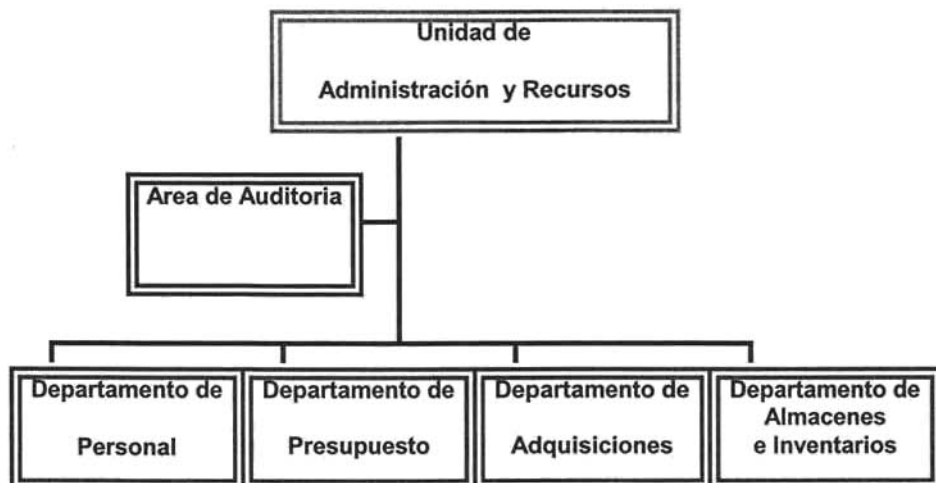 Unidad de
Administración y Recursos
Area de Auditoria
Departamento de
Personal
Departamento de
Presupuesto
Departamento de
Adquisiciones
Departamento de
Almacenes
e Inventarios